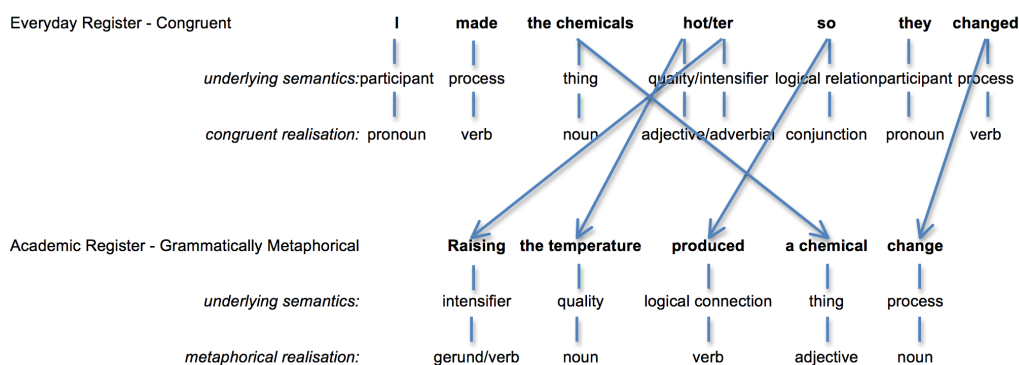 Everyday Register - Congruent I made the chemicals hot/ter so they changed
underlying semantics: participant process thing quality/intensifier logical relation participant process
congruent realisation: pronoun verb noun adjective/adverbial conjunction pronoun verb
Academic Register - Grammatically Metaphorical Raising the temperature produced a chemical change
underlying semantics: intensifier quality logical connection thing process
metaphorical realisation: gerund/verb noun verb adjective noun